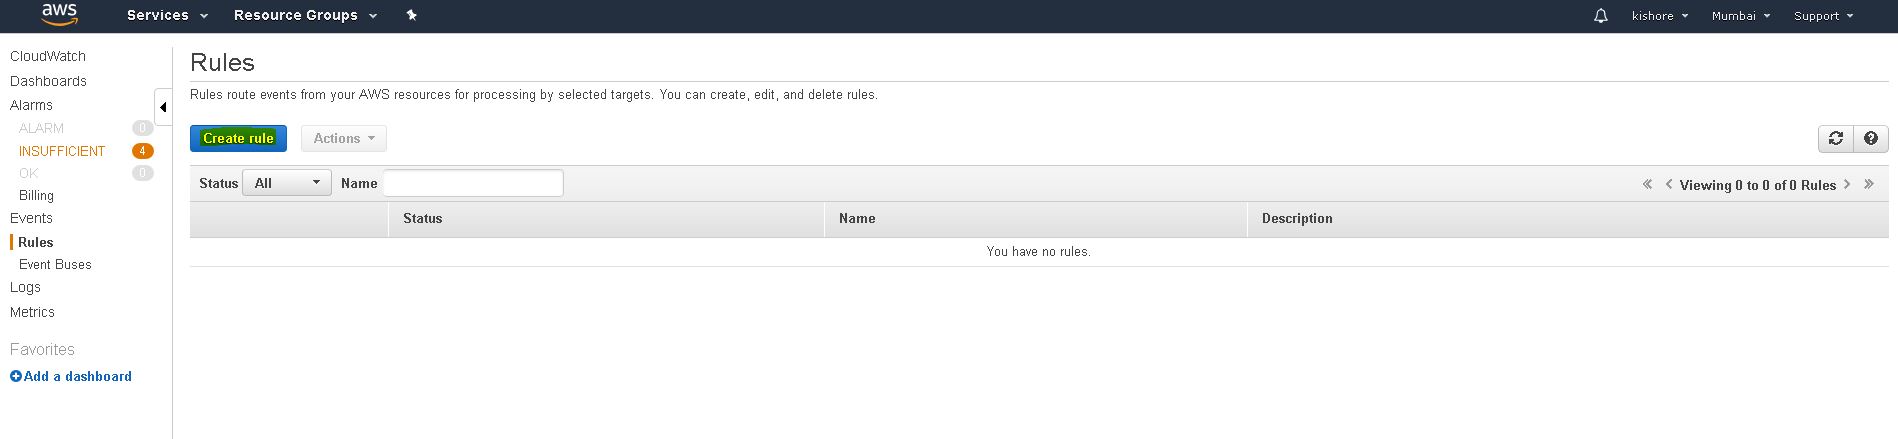 aws Services Resource Groups kishore Mumbai Support
CloudWatch
Dashboards
Alarms
ALARM 0
INSUFFICIENT 4
OK 0
Billing
Events
Rules
Event Buses
Logs
Metrics
Favorites
Add a dashboard
Rules
Rules route events from your AWS resources for processing by selected targets. You can create, edit, and delete rules.
Create rule Actions
Status All Name « < Viewing 0 to 0 of 0 Rules > »
Status Name Description
You have no rules.